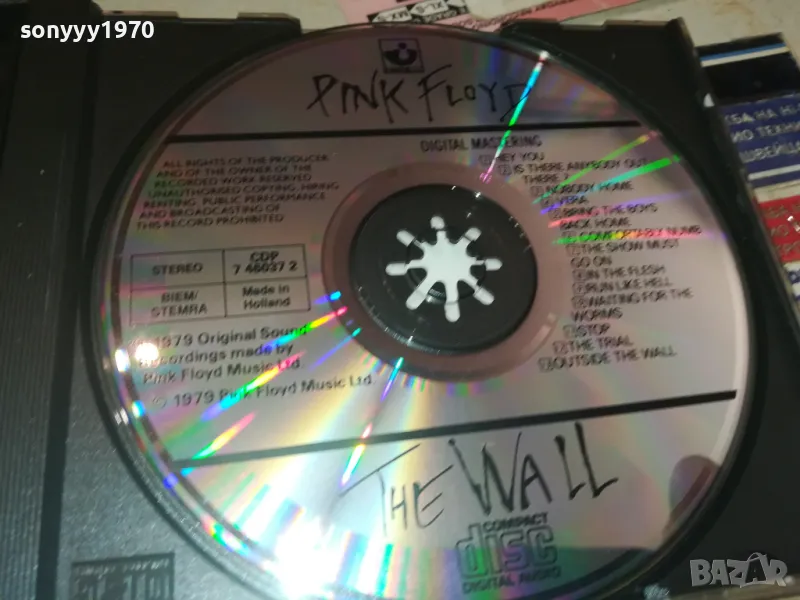 sonyyy1970
PINK FLOYD
DIGITAL MASTERING
ALL RIGHTS OF THE PRODUCER
AND OF THE OWNER OF THE
RECORDED WORK RESERVED
UNAUTHORISED COPYING, HIRING
RENTING, PUBLIC PERFORMANCE
AND BROADCASTING OF
THIS RECORD PROHIBITED
STEREO
CDP
7 46037 2
BIEM/
STEMRA
Made in
Holland
℗ 1979 Original Sound
Recordings made by
Pink Floyd Music Ltd.
© 1979 Pink Floyd Music Ltd.
HEY YOU
IS THERE ANYBODY OUT
THERE ?
NOBODY HOME
VERA
BRING THE BOYS
BACK HOME
COMFORTABLY NUMB
THE SHOW MUST
GO ON
IN THE FLESH
RUN LIKE HELL
WAITING FOR THE
WORMS
STOP
THE TRIAL
OUTSIDE THE WALL
THE WALL
COMPACT
disc
DIGITAL AUDIO
BAZAR